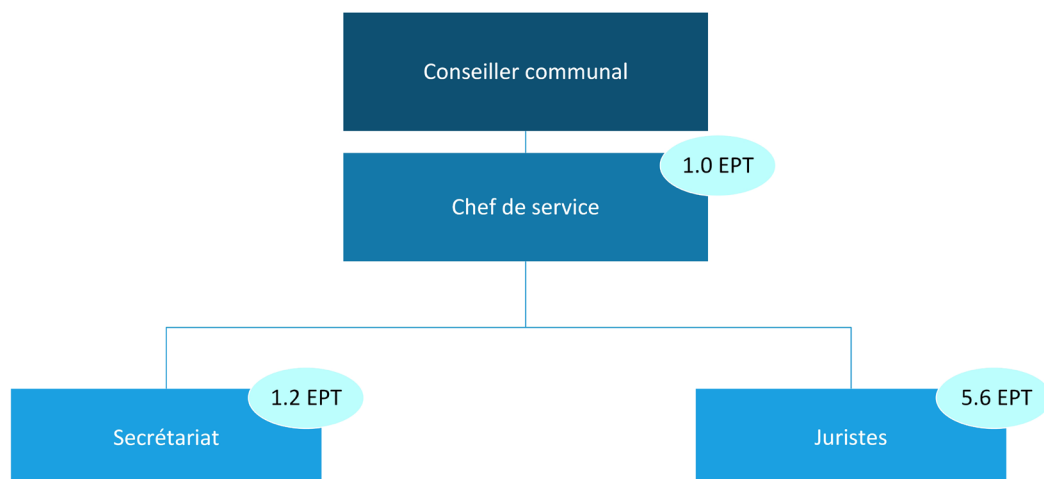 Conseiller communal
1.0 EPT
Chef de service
1.2 EPT
Secrétariat
5.6 EPT
Juristes